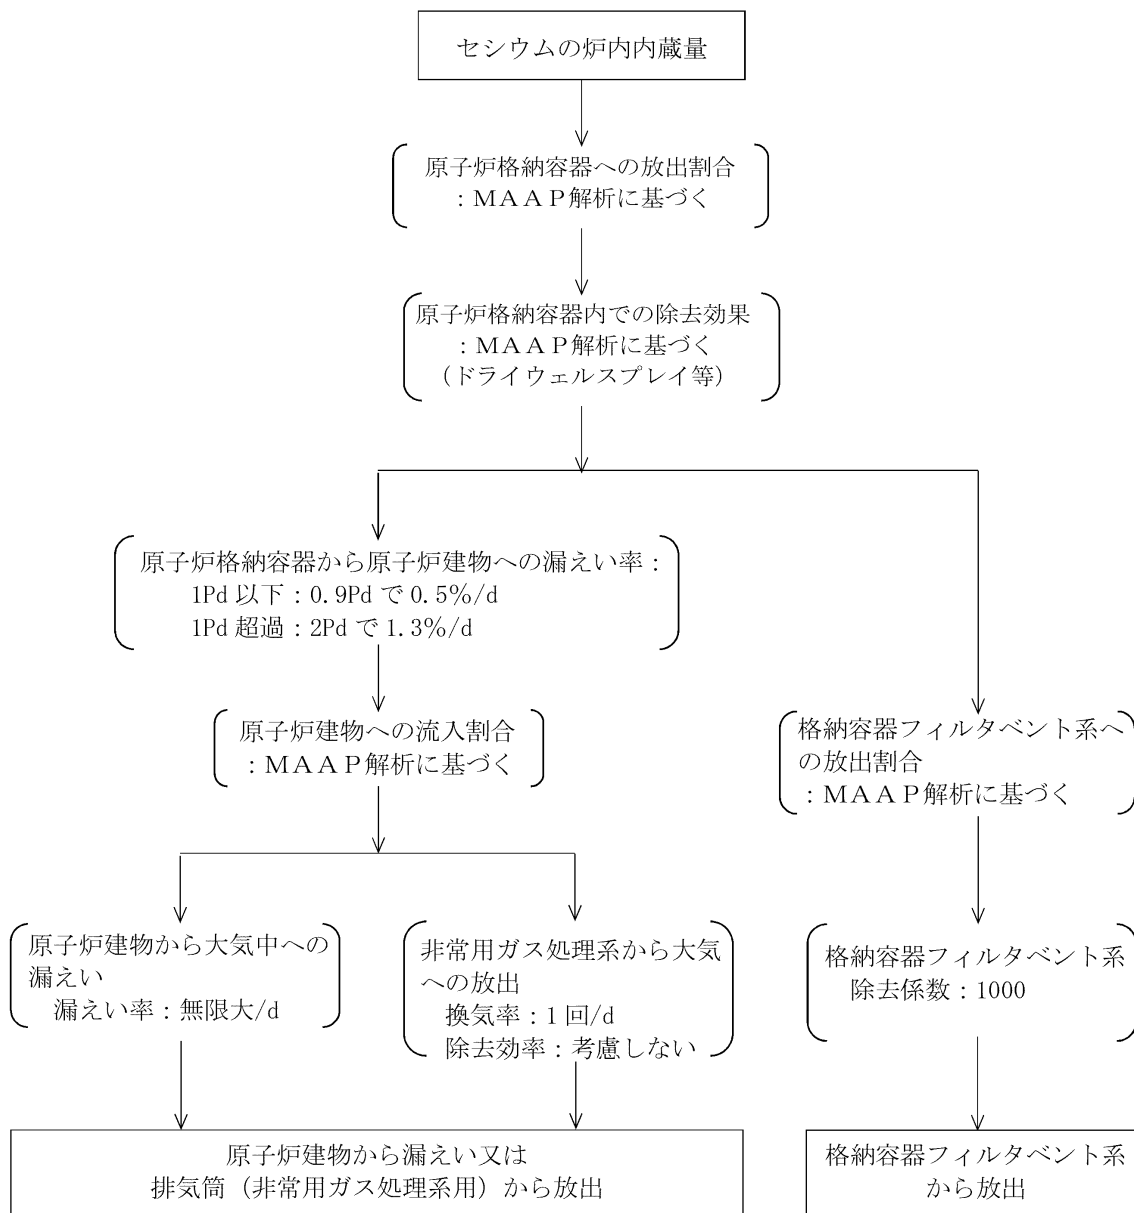 セシウムの炉内内蔵量
原子炉格納容器への放出割合
：ＭＡＡＰ解析に基づく
原子炉格納容器内での除去効果
：ＭＡＡＰ解析に基づく
（ドライウェルスプレイ等）
原子炉格納容器から原子炉建物への漏えい率：
1Pd 以下：0.9Pd で 0.5%/d
1Pd 超過：2Pd で 1.3%/d
原子炉建物への流入割合
：ＭＡＡＰ解析に基づく
格納容器フィルタベント系へ
の放出割合
：ＭＡＡＰ解析に基づく
原子炉建物から大気中への
漏えい
漏えい率：無限大/d
非常用ガス処理系から大気
への放出
換気率：1 回/d
除去効率：考慮しない
格納容器フィルタベント系
除去係数：1000
原子炉建物から漏えい又は
排気筒（非常用ガス処理系用）から放出
格納容器フィルタベント系
から放出